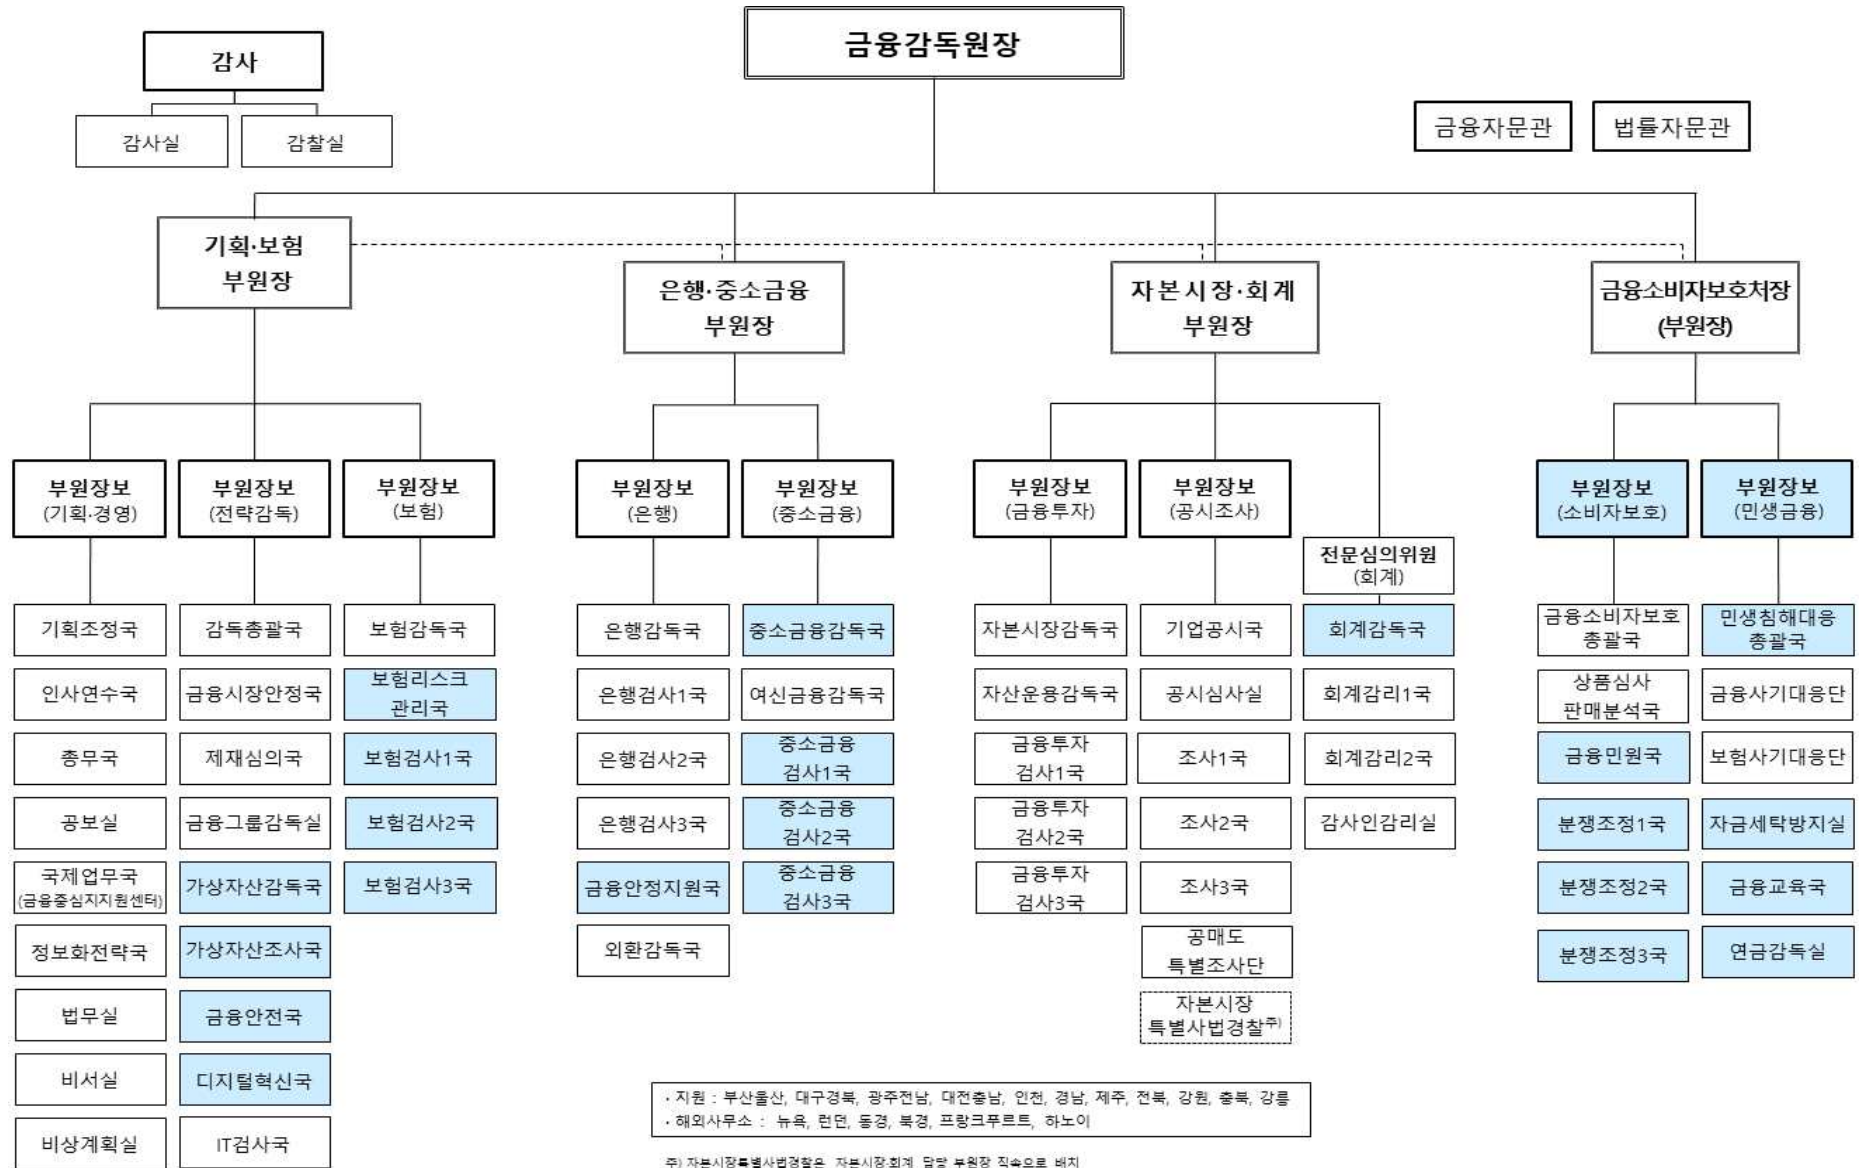 금융감독원장
감사
감사실
감찰실
금융자문관
법률자문관
기획·보험
부원장
은행·중소금융
부원장
자본시장·회계
부원장
금융소비자보호처장
(부원장)
부원장보
(기획·경영)
기획조정국
인사연수국
총무국
공보실
국제업무국
(금융중심지지원센터)
정보화전략국
법무실
비서실
비상계획실
부원장보
(전략감독)
감독총괄국
금융시장안정국
제재심의국
금융그룹감독실
가상자산감독국
가상자산조사국
금융안전국
디지털혁신국
IT검사국
부원장보
(보험)
보험감독국
보험리스크
관리국
보험검사1국
보험검사2국
보험검사3국
부원장보
(은행)
은행감독국
은행검사1국
은행검사2국
은행검사3국
금융안정지원국
외환감독국
부원장보
(중소금융)
중소금융감독국
여신금융감독국
중소금융
검사1국
중소금융
검사2국
중소금융
검사3국
부원장보
(금융투자)
자본시장감독국
자산운용감독국
금융투자
검사1국
금융투자
검사2국
금융투자
검사3국
부원장보
(공시조사)
기업공시국
공시심사실
조사1국
조사2국
조사3국
공매도
특별조사단
자본시장
특별사법경찰주)
전문심의위원
(회계)
회계감독국
회계감리1국
회계감리2국
감사인감리실
부원장보
(소비자보호)
금융소비자보호
총괄국
상품심사
판매분석국
금융민원국
분쟁조정1국
분쟁조정2국
분쟁조정3국
부원장보
(민생금융)
민생침해대응
총괄국
금융사기대응단
보험사기대응단
자금세탁방지실
금융교육국
연금감독실
· 지원 : 부산울산, 대구경북, 광주전남, 대전충남, 인천, 경남, 제주, 전북, 강원, 충북, 강릉
· 해외사무소 : 뉴욕, 런던, 동경, 북경, 프랑크푸르트, 하노이
주) 자본시장특별사법경찰은 자본시장·회계 담당 부원장 직속으로 배치